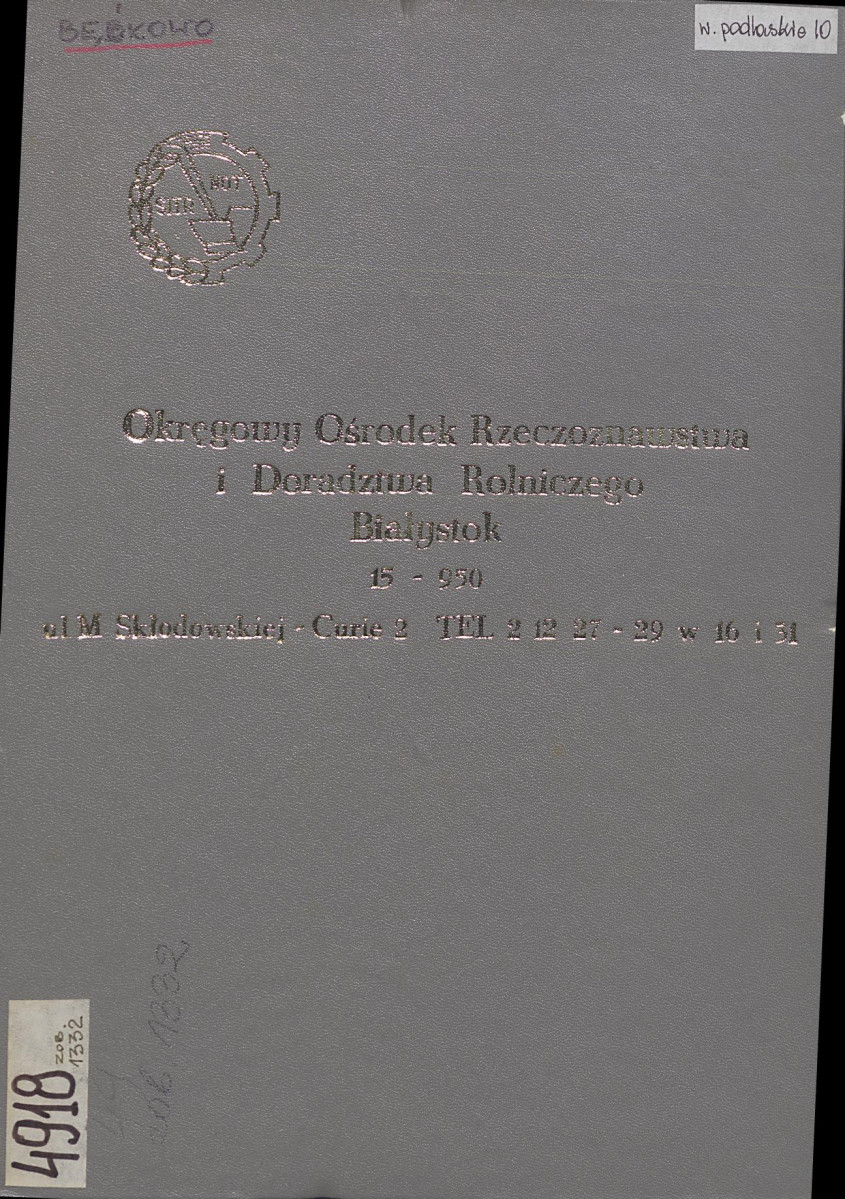 BĘĆKOWO
w. podlaskie 10
NOT
SITR
Okręgowy Ośrodek Rzeczoznawstwa
i Doradztwa Rolniczego
Białystok
15 - 950
ul M Skłodowskiej - Curie 2 TEL 2 12 27 - 29 w 16 i 31
4918
zob.
1332
zob. 1332